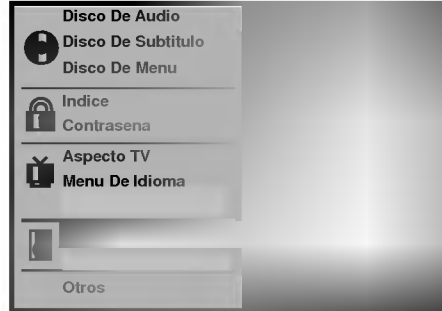 Disco De Audio
Disco De Subtitulo
Disco De Menu
Indice
Contrasena
Aspecto TV
Menu De Idioma
Otros